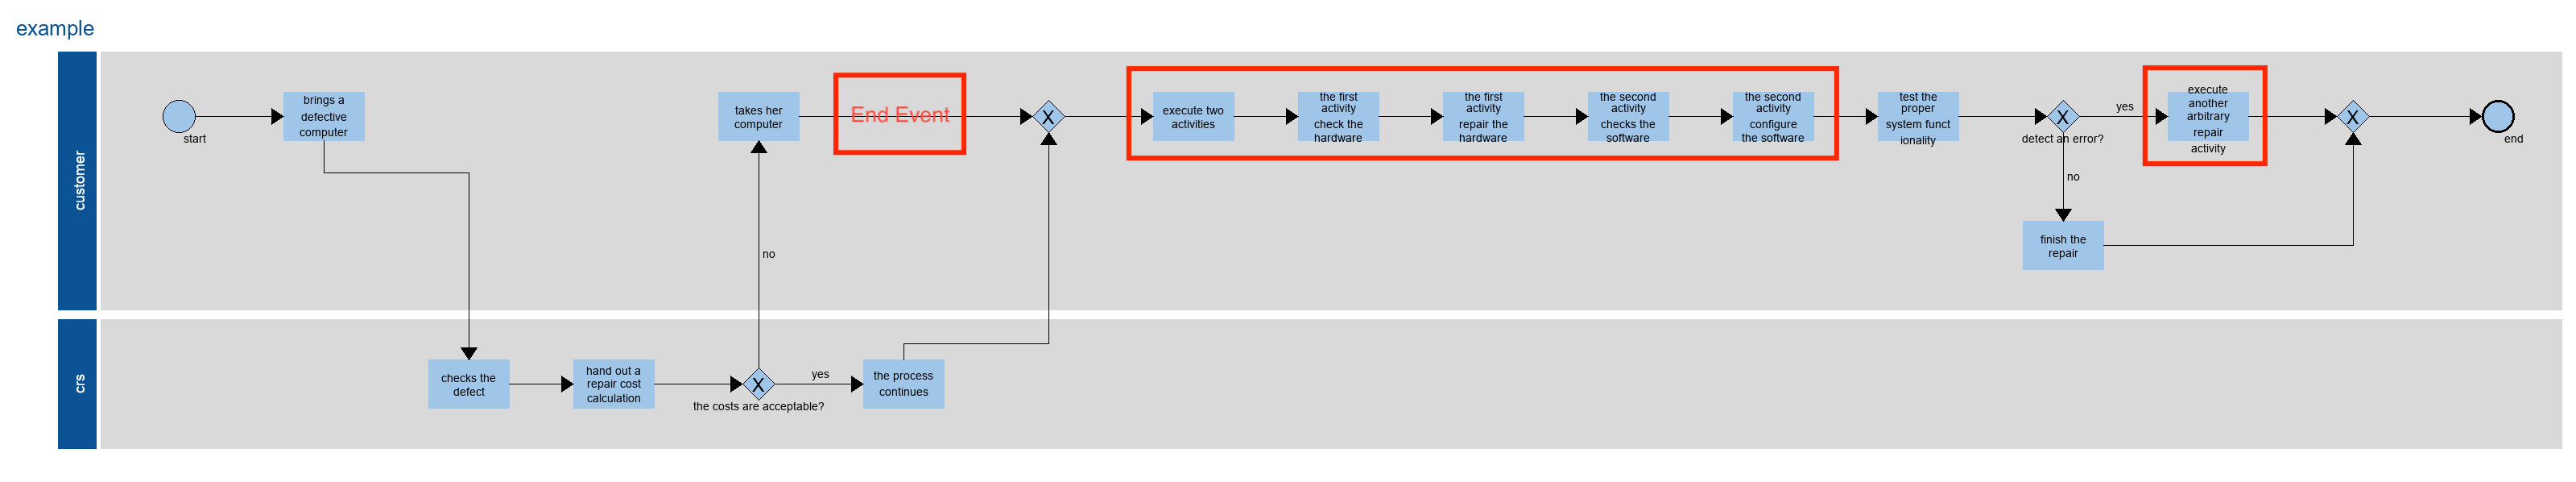 example
customer
start
brings a
defective
computer
takes her
computer
End Event
X
execute two
activities
the first
activity
check the
hardware
the first
activity
repair the
hardware
the second
activity
checks the
software
the second
activity
configure
the software
test the
proper
system funct
ionality
X
detect an error?
yes
no
execute
another
arbitrary
repair
activity
X
end
finish the
repair
no
crs
checks the
defect
hand out a
repair cost
calculation
X
the costs are acceptable?
yes
the process
continues